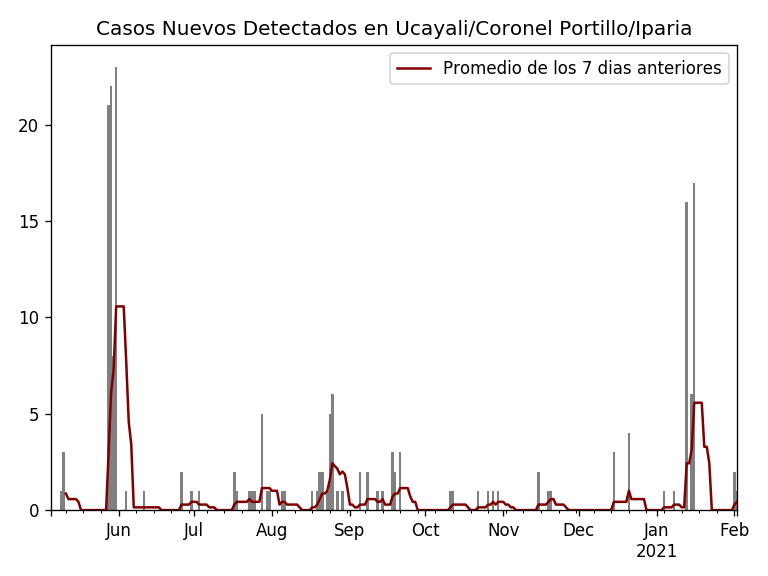 Casos Nuevos Detectados en Ucayali/Coronel Portillo/Iparia
Promedio de los 7 dias anteriores
20
15
10
5
0
Jun Jul Aug Sep Oct Nov Dec Jan Feb
2021